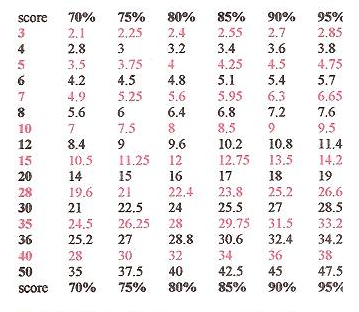 score 70% 75% 80% 85% 90% 95%
3 2.1 2.25 2.4 2.55 2.7 2.85
4 2.8 3 3.2 3.4 3.6 3.8
5 3.5 3.75 4 4.25 4.5 4.75
6 4.2 4.5 4.8 5.1 5.4 5.7
7 4.9 5.25 5.6 5.95 6.3 6.65
8 5.6 6 6.4 6.8 7.2 7.6
10 7 7.5 8 8.5 9 9.5
12 8.4 9 9.6 10.2 10.8 11.4
15 10.5 11.25 12 12.75 13.5 14.2
20 14 15 16 17 18 19
28 19.6 21 22.4 23.8 25.2 26.6
30 21 22.5 24 25.5 27 28.5
35 24.5 26.25 28 29.75 31.5 33.2
36 25.2 27 28.8 30.6 32.4 34.2
40 28 30 32 34 36 38
50 35 37.5 40 42.5 45 47.5
score 70% 75% 80% 85% 90% 95%